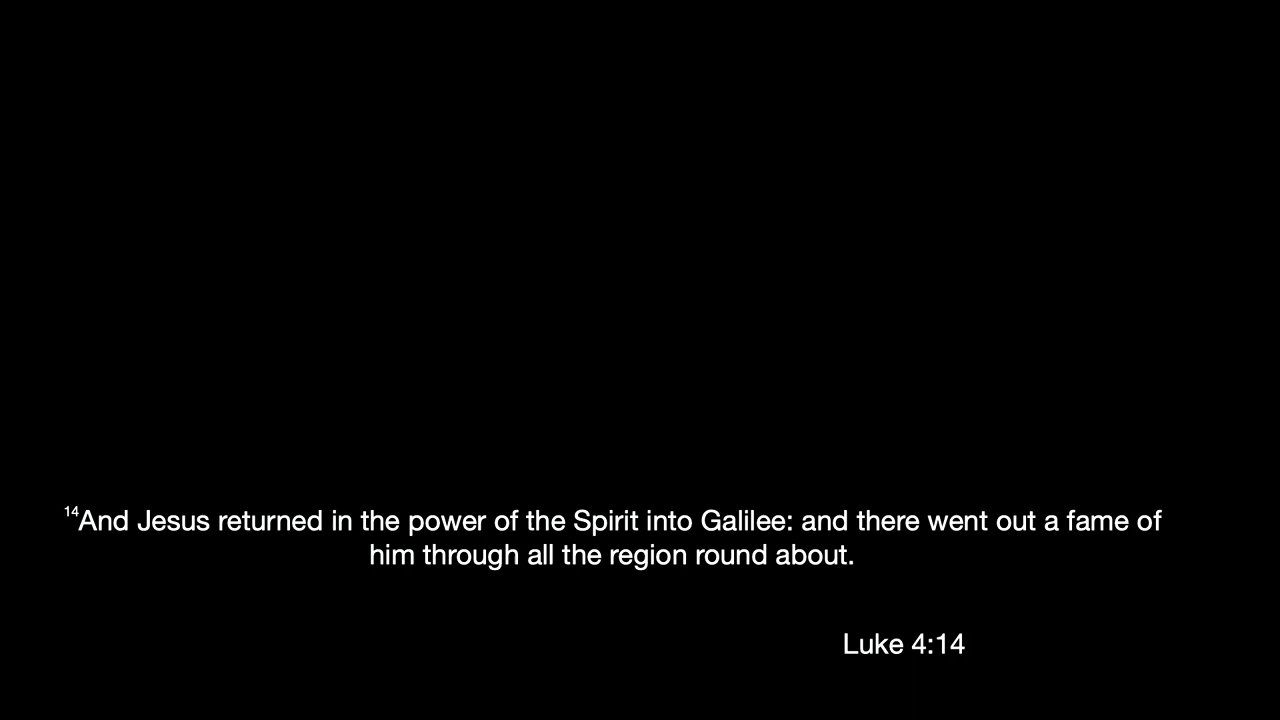 ¹⁴And Jesus returned in the power of the Spirit into Galilee: and there went out a fame of
him through all the region round about.
Luke 4:14